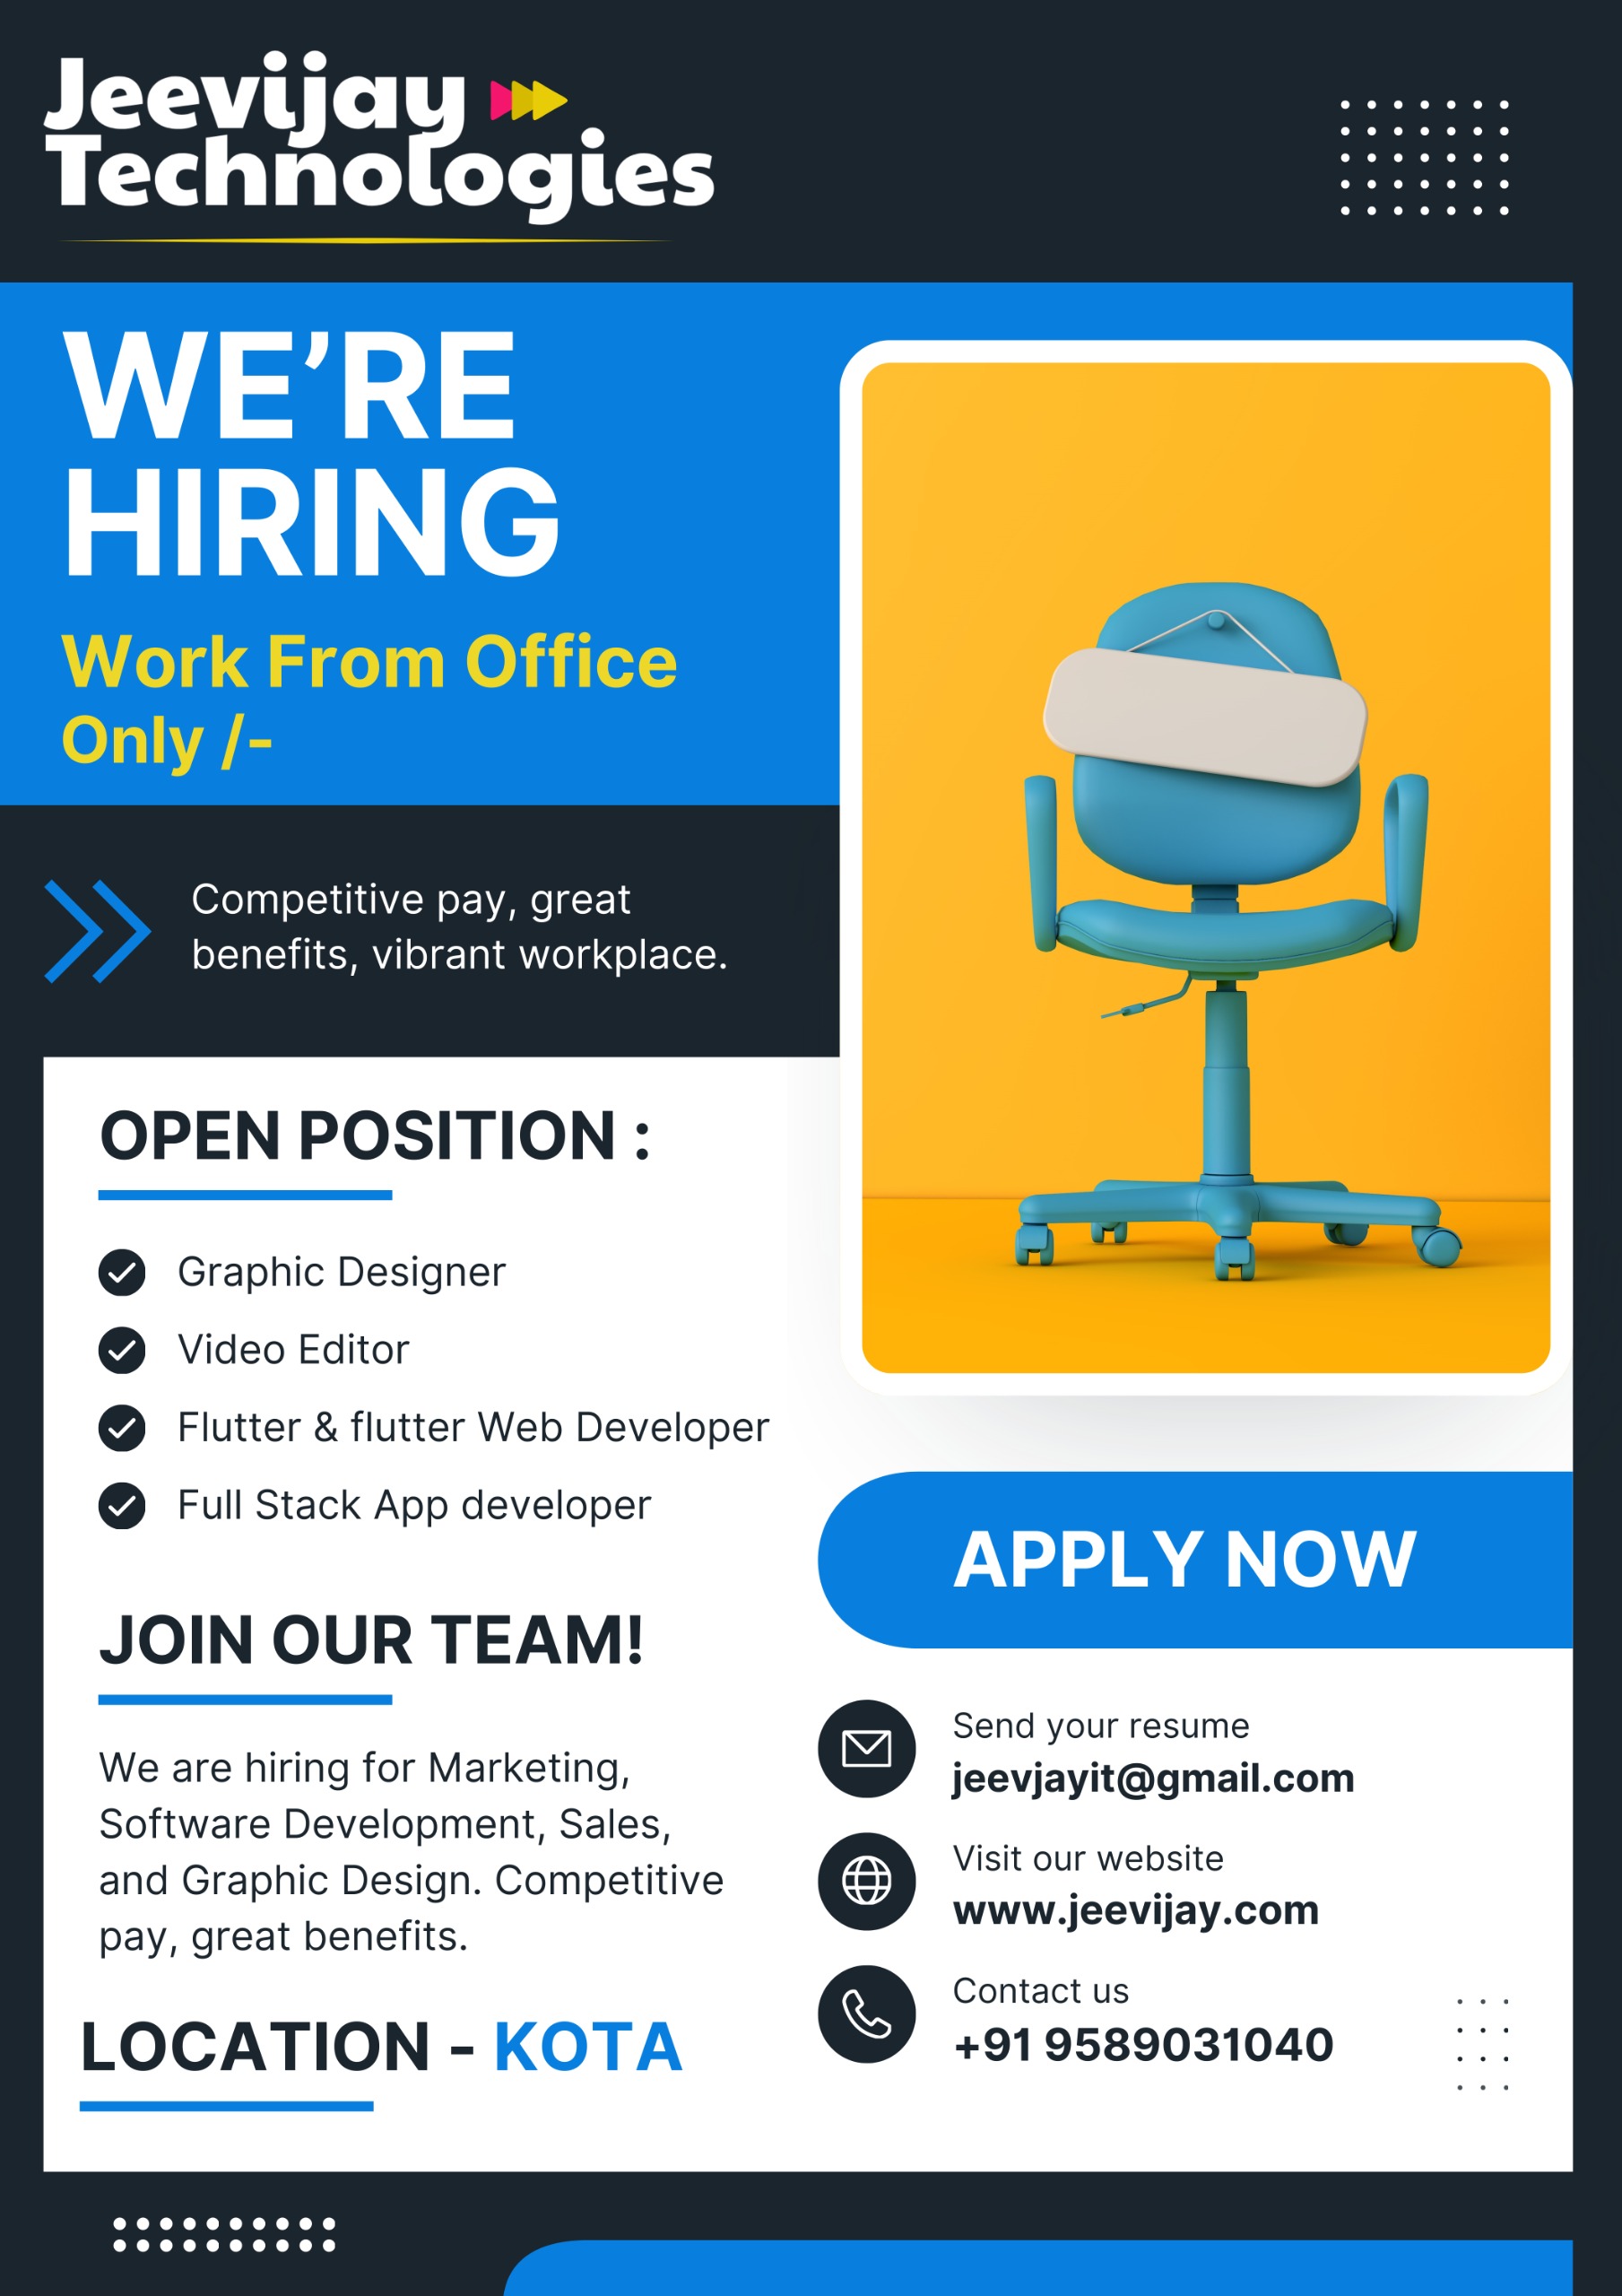 Jeevijay
Technologies
WE’RE
HIRING
Work From Office
Only /-
Competitive pay, great
benefits, vibrant workplace.
OPEN POSITION :
Graphic Designer
Video Editor
Flutter & flutter Web Developer
Full Stack App developer
JOIN OUR TEAM!
We are hiring for Marketing,
Software Development, Sales,
and Graphic Design. Competitive
pay, great benefits.
LOCATION - KOTA
APPLY NOW
Send your resume
jeevjayit@gmail.com
Visit our website
www.jeevijay.com
Contact us
+91 9589031040